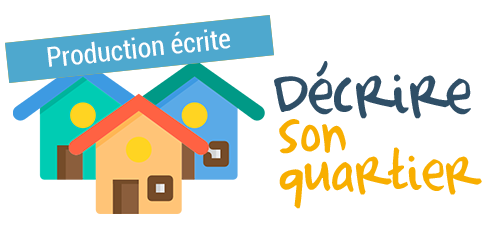 Production écrite
Décrire
son
quartier